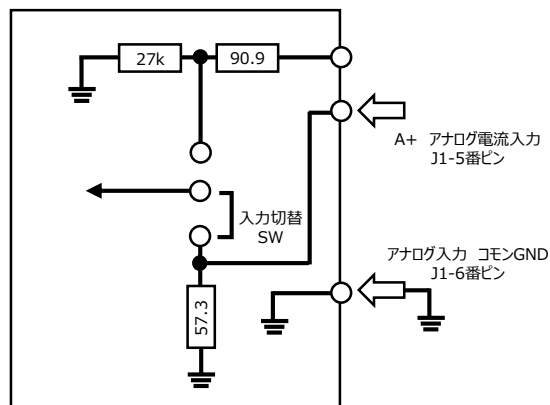 27k
90.9
A+ アナログ電流入力
J1-5番ピン
入力切替
SW
アナログ入力 コモンGND
J1-6番ピン
57.3